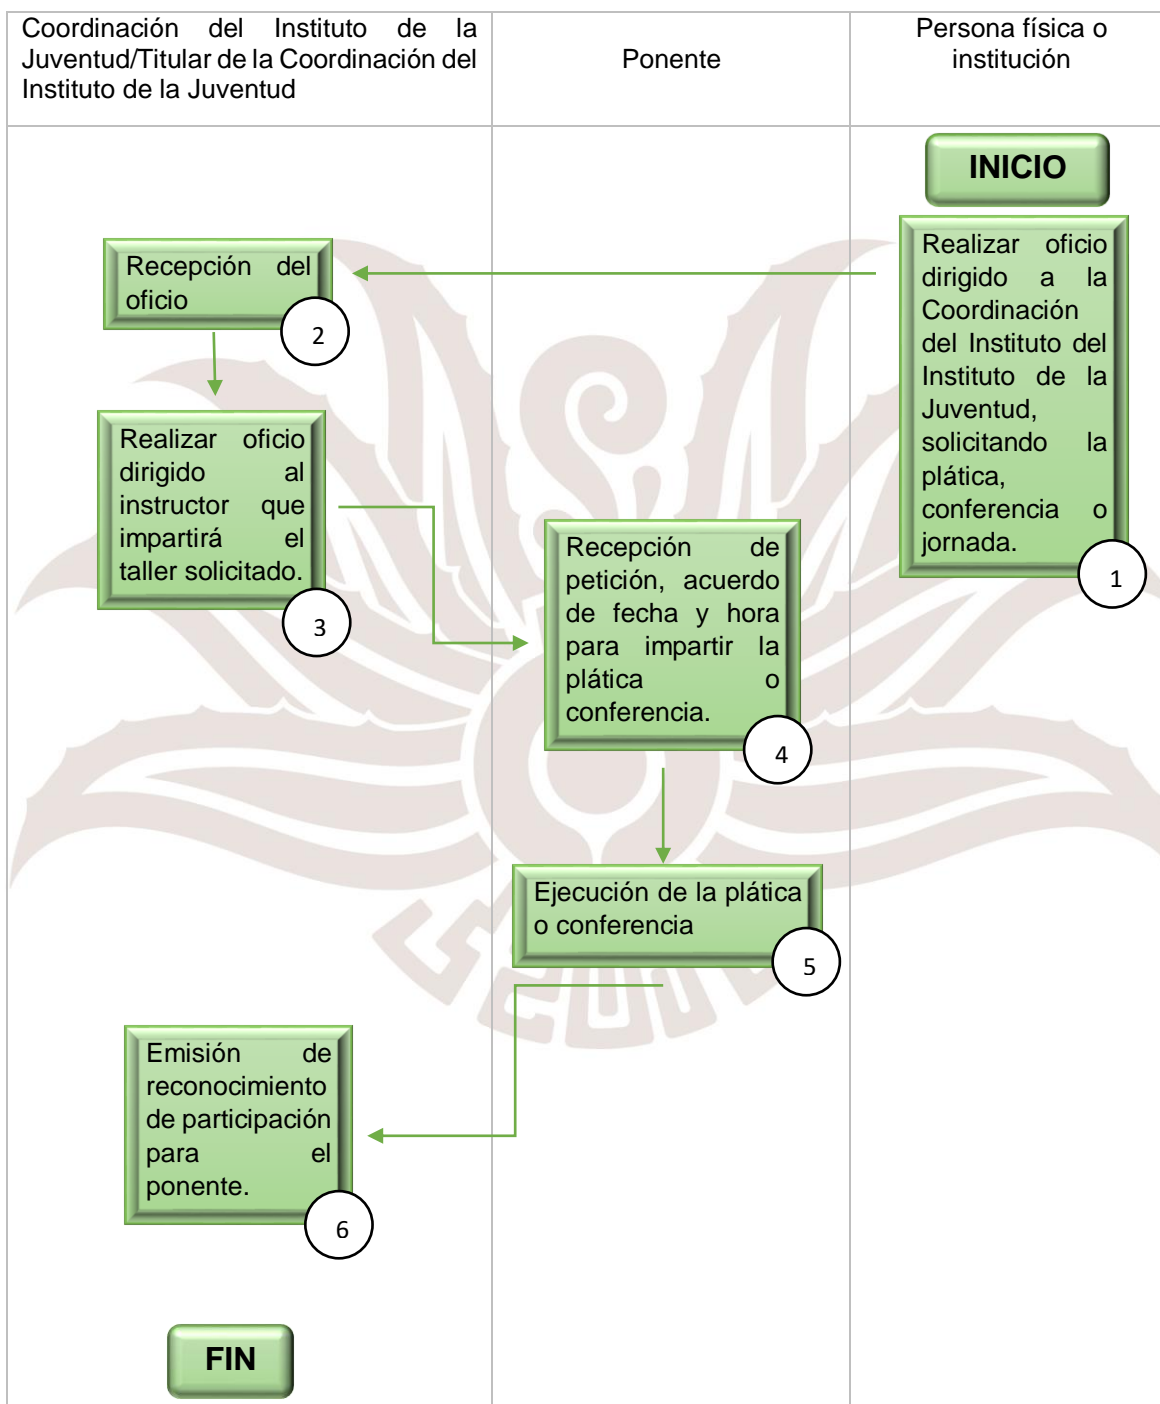 Coordinación del Instituto de la
Juventud/Titular de la Coordinación del
Instituto de la Juventud
Ponente
Persona física o
institución
INICIO
Realizar oficio
dirigido a la
Coordinación
del Instituto del
Instituto de la
Juventud,
solicitando la
plática,
conferencia o
jornada.
1
Recepción del
oficio
2
Realizar oficio
dirigido al
instructor que
impartirá el
taller solicitado.
3
Recepción de
petición, acuerdo
de fecha y hora
para impartir la
plática o
conferencia.
4
Ejecución de la plática
o conferencia
5
Emisión de
reconocimiento
de participación
para el
ponente.
6
FIN